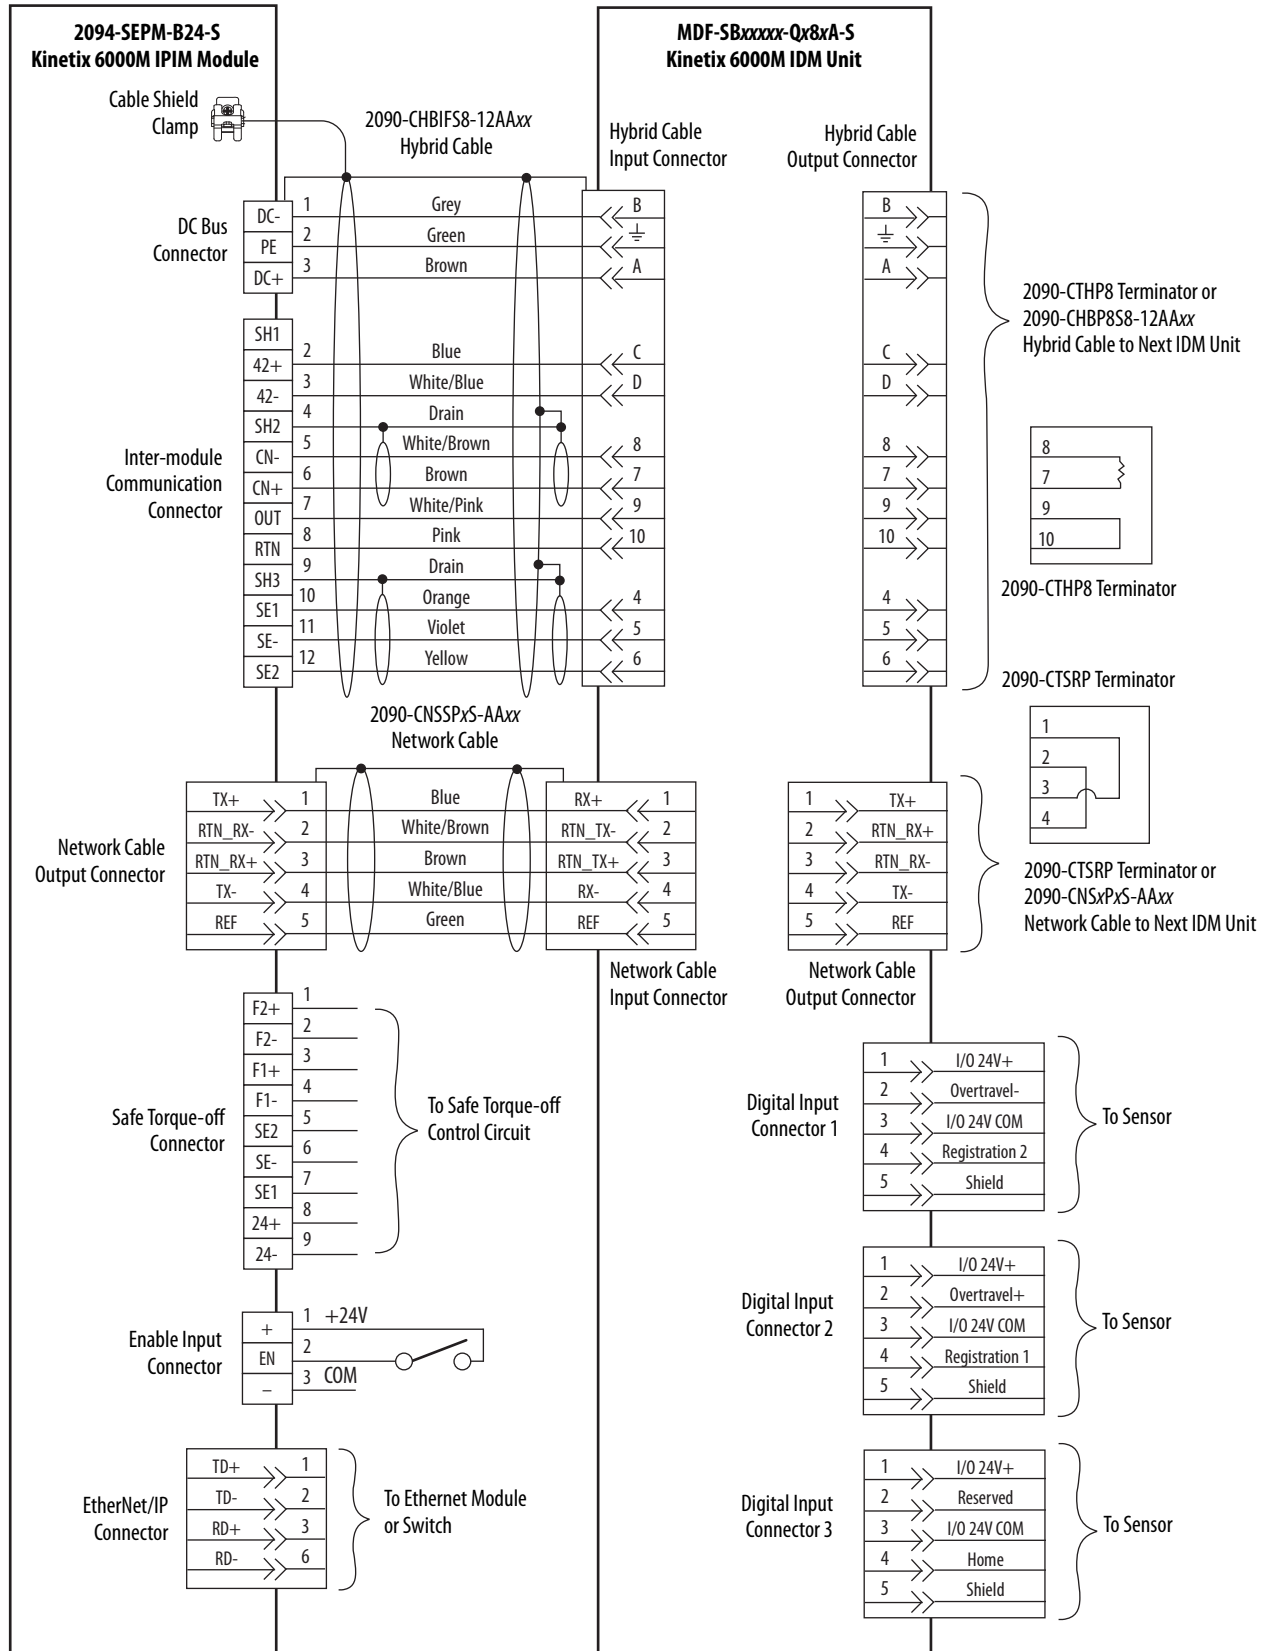 2094-SEPM-B24-S
Kinetix 6000M IPIM Module
MDF-SBxxxxx-Qx8xA-S
Kinetix 6000M IDM Unit
Cable Shield
Clamp
2090-CHBIFS8-12AAxx
Hybrid Cable
Hybrid Cable
Input Connector
Hybrid Cable
Output Connector
DC Bus
Connector
DC- 1 Grey B
PE 2 Green
DC+ 3 Brown A
B
A
2090-CTHP8 Terminator or
2090-CHBP8S8-12AAxx
Hybrid Cable to Next IDM Unit
Inter-module
Communication
Connector
SH1
42+ 2 Blue C
42- 3 White/Blue D
SH2 4 Drain
CN- 5 White/Brown 8
CN+ 6 Brown 7
OUT 7 White/Pink 9
RTN 8 Pink 10
SH3 9 Drain
SE1 10 Orange 4
SE- 11 Violet 5
SE2 12 Yellow 6
C
D
8
7
9
10
4
5
6
8
7
9
10
2090-CTHP8 Terminator
2090-CTSRP Terminator
1
2
3
4
2090-CNSSPxS-AAxx
Network Cable
Network Cable
Output Connector
TX+ 1 Blue RX+ 1
RTN_RX- 2 White/Brown RTN_TX- 2
RTN_RX+ 3 Brown RTN_TX+ 3
TX- 4 White/Blue RX- 4
REF 5 Green REF 5
Network Cable
Input Connector
1 TX+
2 RTN_RX+
3 RTN_RX-
4 TX-
5 REF
Network Cable
Output Connector
2090-CTSRP Terminator or
2090-CNSxPxS-AAxx
Network Cable to Next IDM Unit
Safe Torque-off
Connector
F2+ 1
F2- 2
F1+ 3
F1- 4
SE2 5
SE- 6
SE1 7
24+ 8
24- 9
To Safe Torque-off
Control Circuit
Digital Input
Connector 1
1 I/O 24V+
2 Overtravel-
3 I/O 24V COM
4 Registration 2
5 Shield
To Sensor
Digital Input
Connector 2
1 I/O 24V+
2 Overtravel+
3 I/O 24V COM
4 Registration 1
5 Shield
To Sensor
Enable Input
Connector
+ 1 +24V
EN 2
– 3 COM
EtherNet/IP
Connector
TD+ 1
TD- 2
RD+ 3
RD- 6
To Ethernet Module
or Switch
Digital Input
Connector 3
1 I/O 24V+
2 Reserved
3 I/O 24V COM
4 Home
5 Shield
To Sensor